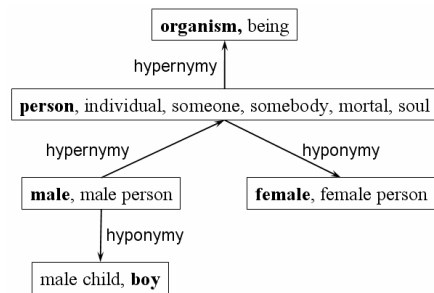 organism, being
hypernymy
person, individual, someone, somebody, mortal, soul
hypernymy
hyponymy
male, male person
female, female person
hyponymy
male child, boy